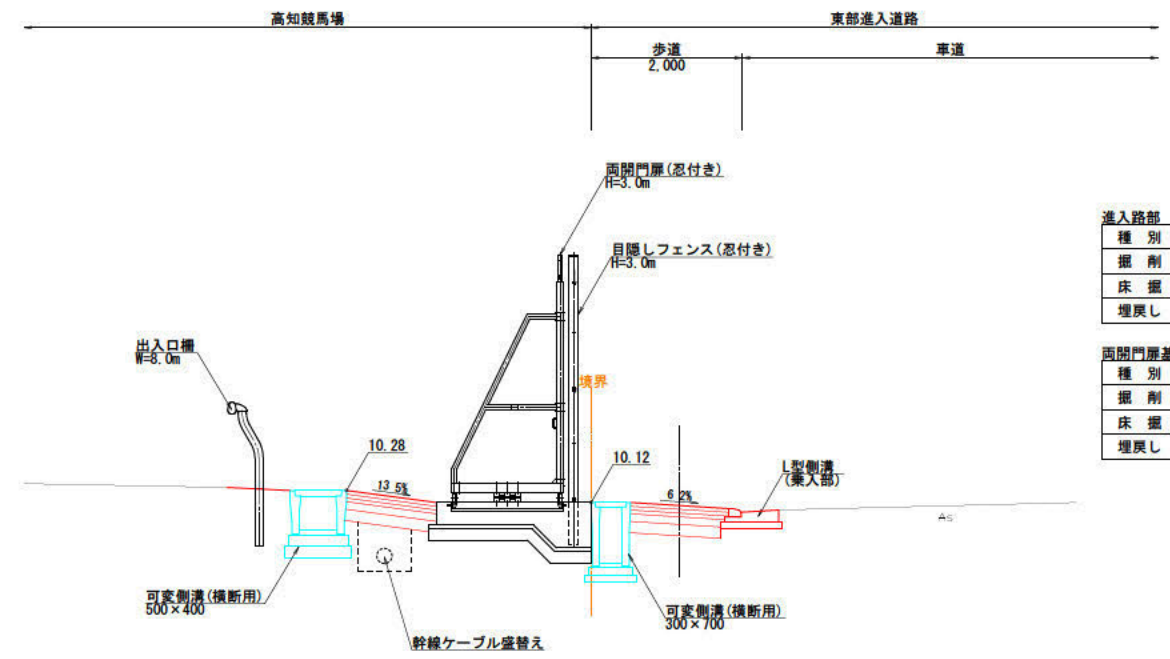 高知競馬場
東部進入道路
歩道
2,000
車道
両開門扉(忍付き)
H=3.0m
目隠しフェンス(忍付き)
H=3.0m
進入路部
種 別
掘 削
床 掘
埋戻し
出入口柵
W=8.0m
両開門扉基
種 別
掘 削
床 掘
埋戻し
境界
10.28
13.5%
10.12
6.2%
L型側溝
(乗入部)
As
可変側溝(横断用)
500×400
可変側溝(横断用)
300×700
幹線ケーブル盛替え